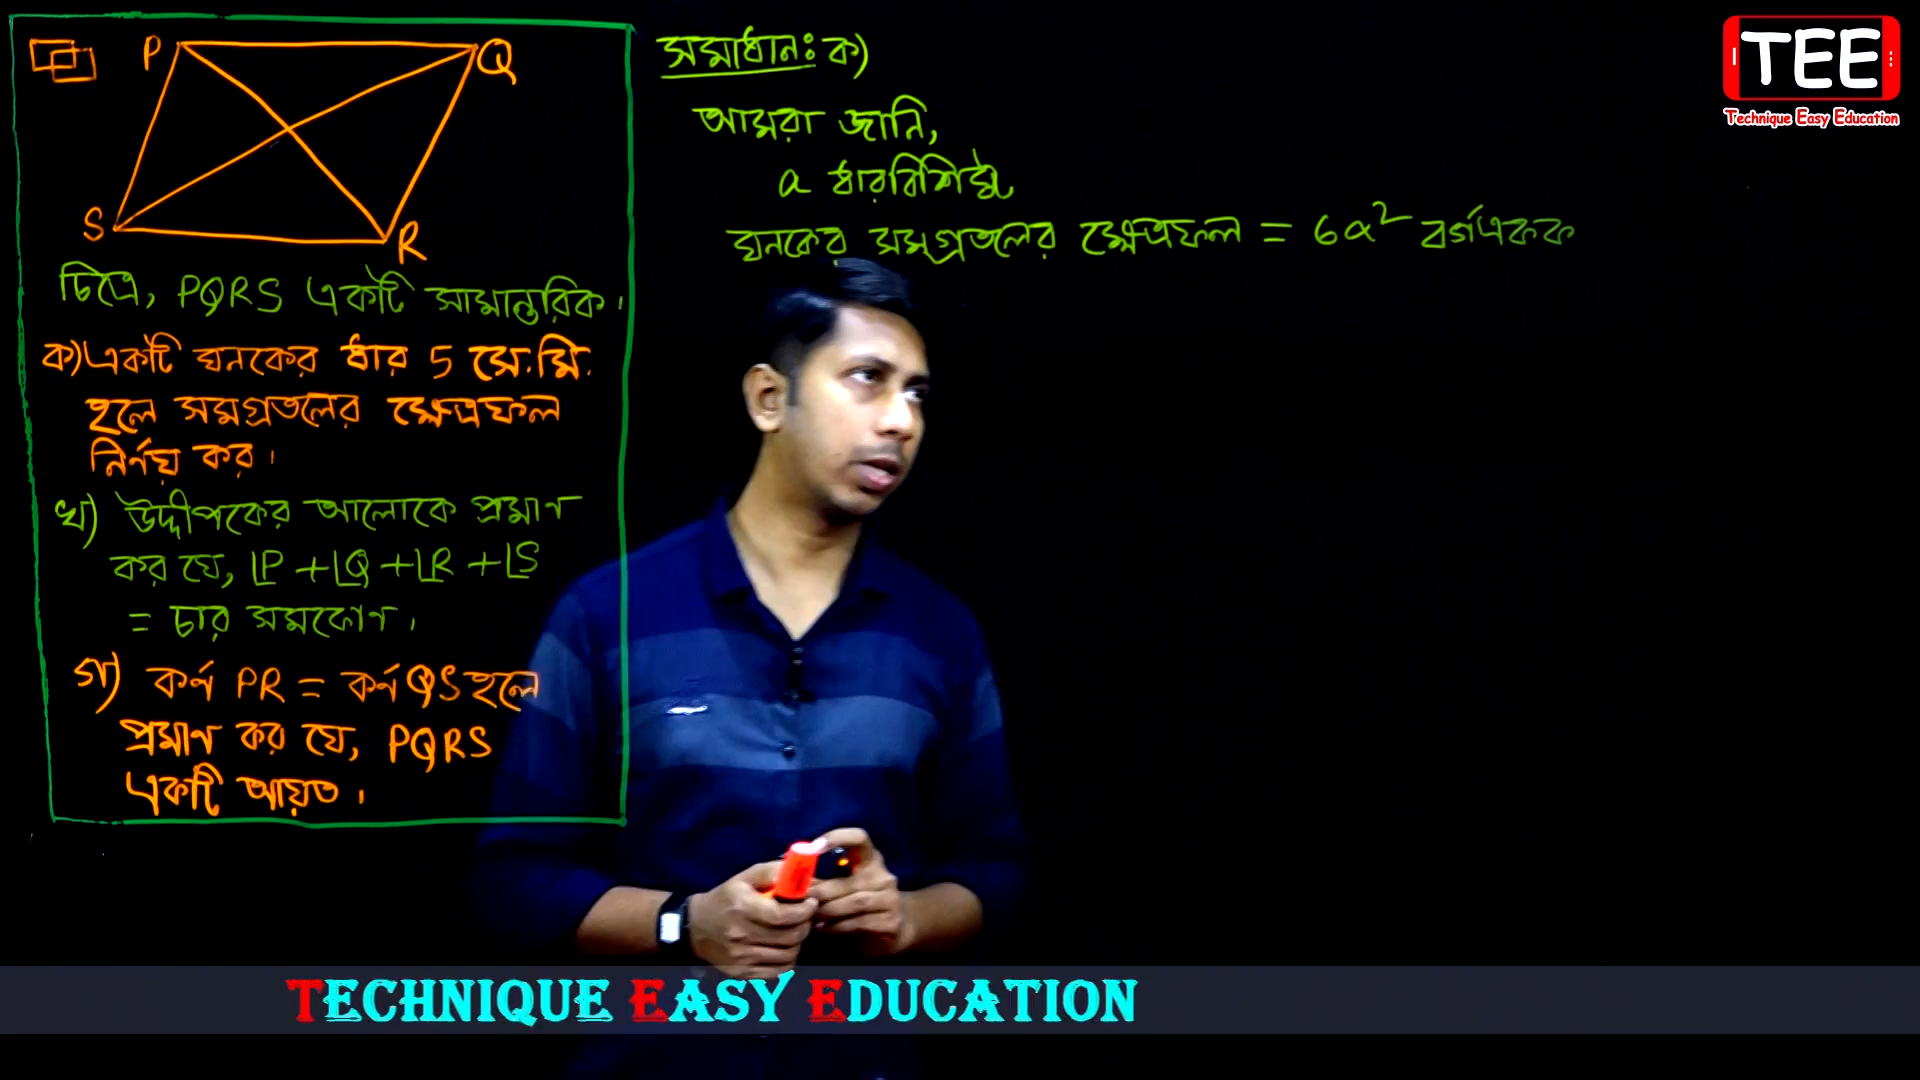 P
Q
S
R
চিত্রে, PQRS একটি সামান্তরিক।
ক) একটি ঘনকের ধার 5 সে.মি.
হলে সমগ্রতলের ক্ষেত্রফল
নির্ণয় কর।
খ) উদ্দীপকের আলোকে প্রমাণ
কর যে, ∠P + ∠Q + ∠R + ∠S
= চার সমকোণ।
গ) কর্ণ PR = কর্ণ QS হলে
প্রমাণ কর যে, PQRS
একটি আয়ত।
সমাধান: ক)
আমরা জানি,
a ধারবিশিষ্ট
ঘনকের সমগ্রতলের ক্ষেত্রফল = 6a² বর্গএকক
TEE
Technique Easy Education
TECHNIQUE EASY EDUCATION